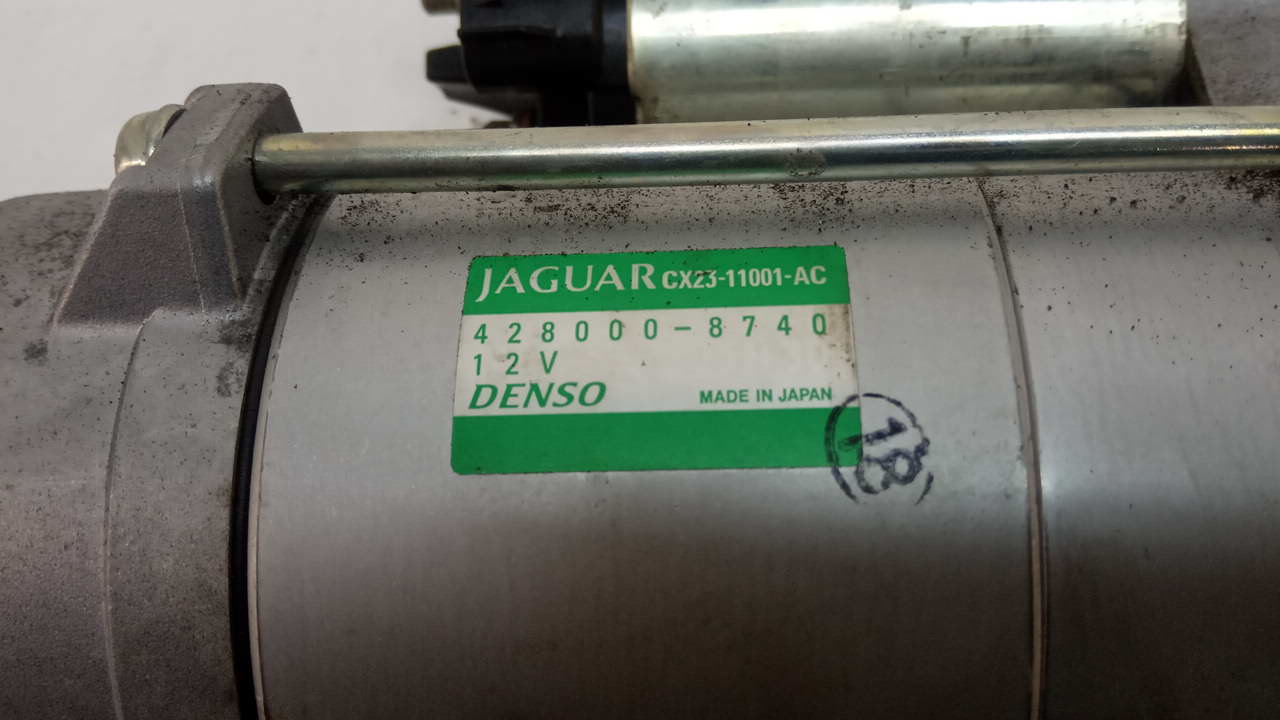 JAGUAR CX23-11001-AC
428000-8740
12V
DENSO MADE IN JAPAN
18